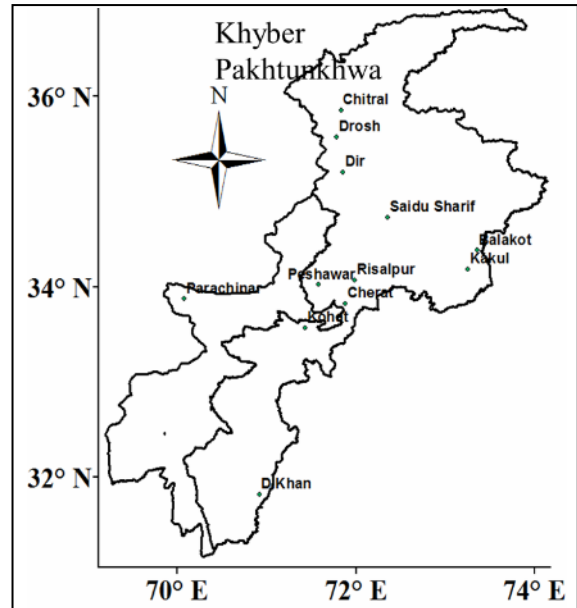 Khyber
Pakhtunkhwa
N
36° N
Chitral
Drosh
Dir
Saidu Sharif
Balakot
Kakul
34° N
Peshawar
Risalpur
Parachinar
Cherat
Kohat
32° N
D.Khan
70° E
72° E
74° E